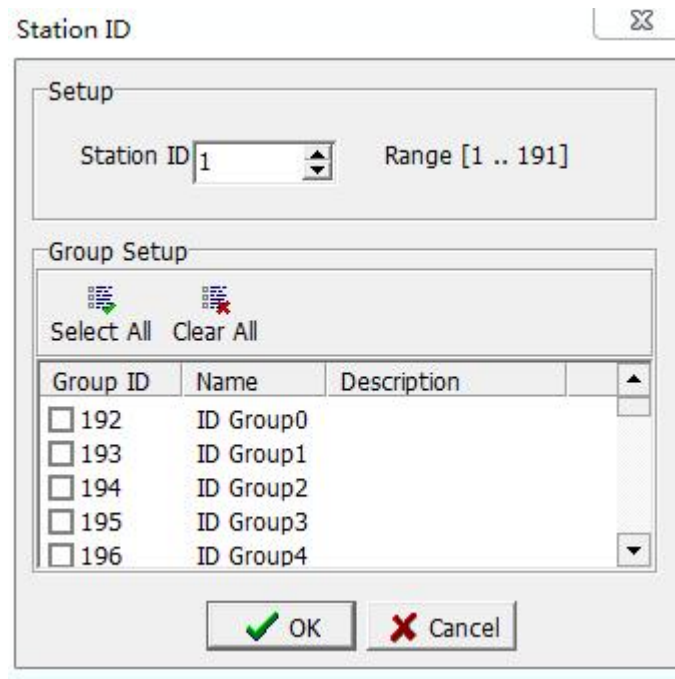 Station ID
Setup
Station ID 1 Range [1 .. 191]
Group Setup
Select All Clear All
Group ID Name Description
192 ID Group0
193 ID Group1
194 ID Group2
195 ID Group3
196 ID Group4
OK Cancel